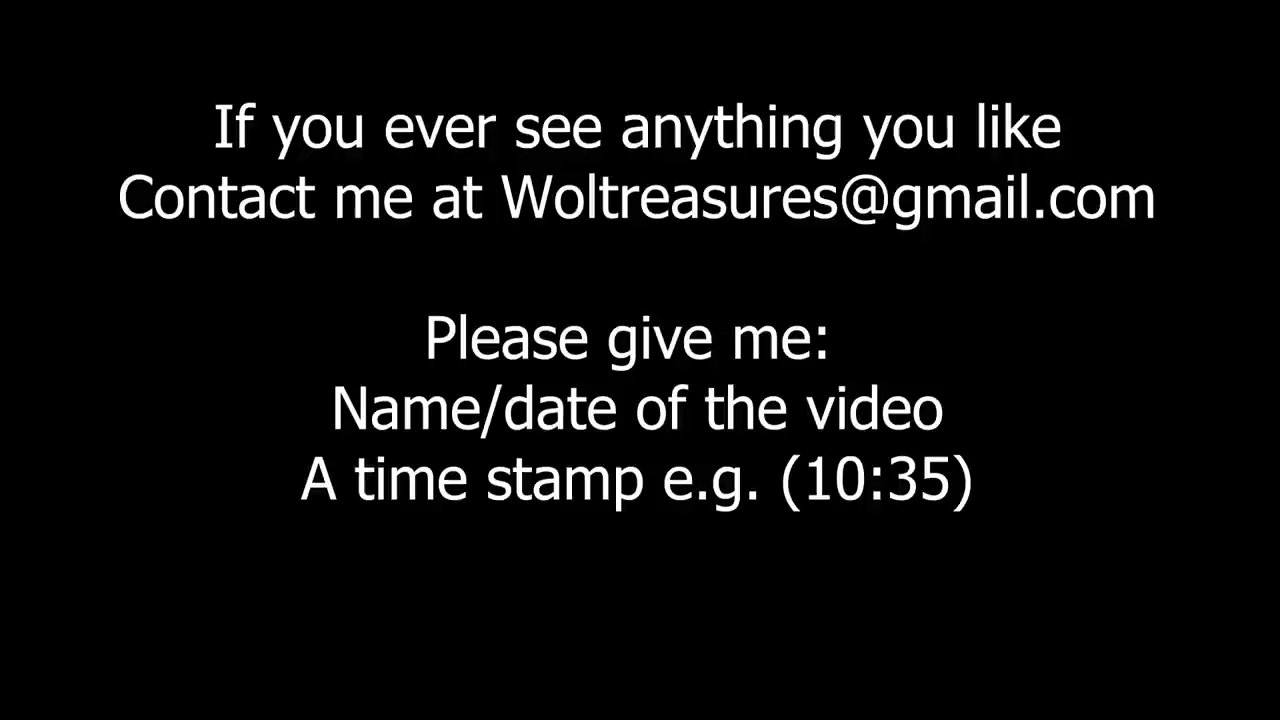 If you ever see anything you like
Contact me at Woltreasures@gmail.com
Please give me:
Name/date of the video
A time stamp e.g. (10:35)